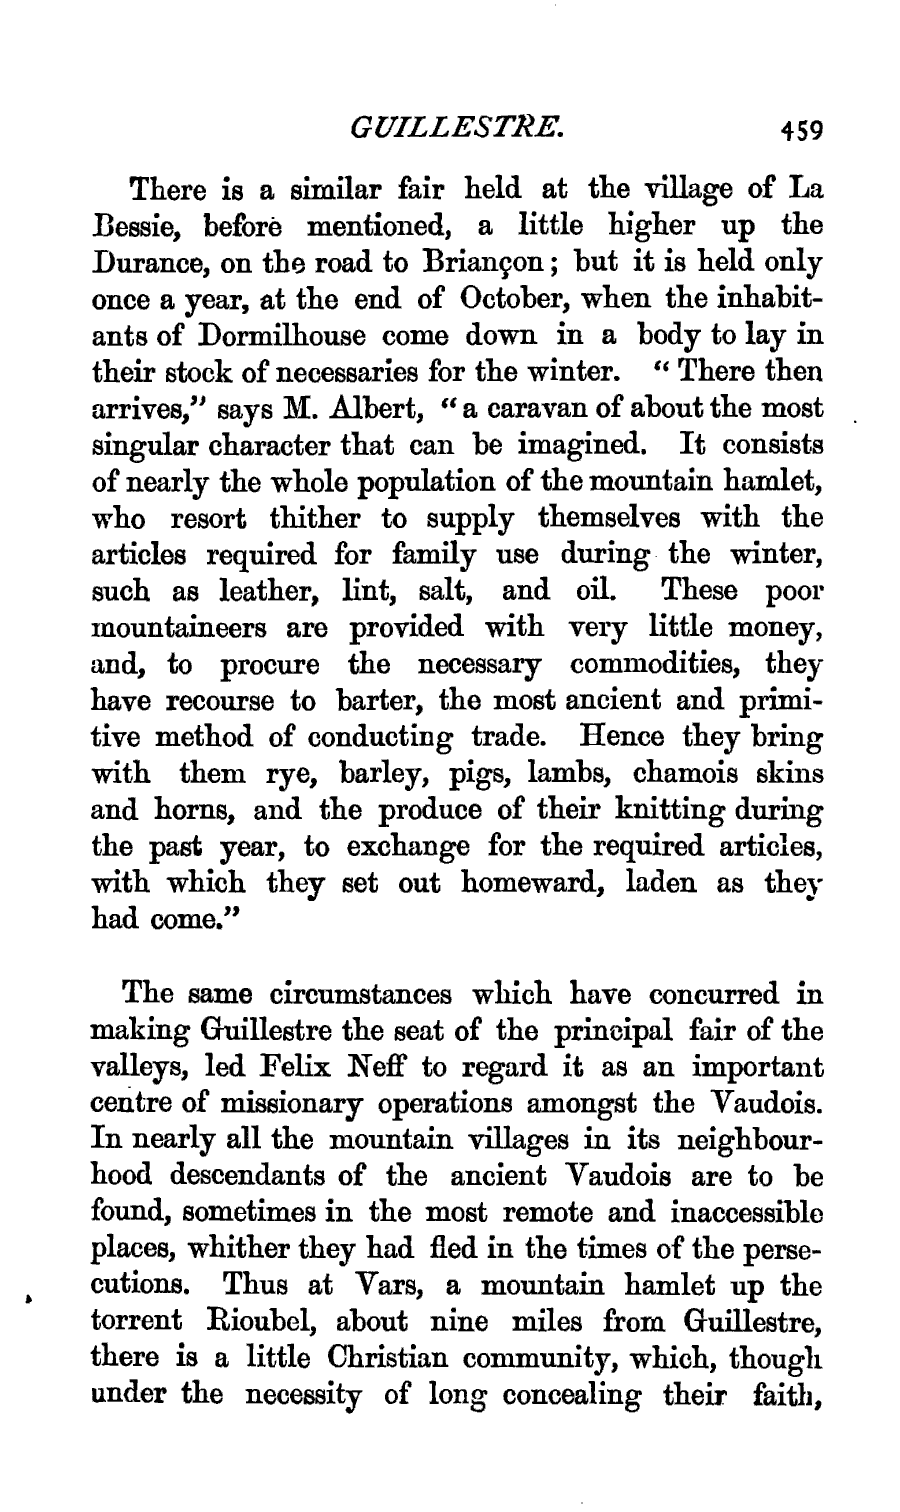 GUILLESTRE. 459
There is a similar fair held at the village of La
Bessie, before mentioned, a little higher up the
Durance, on the road to Briançon; but it is held only
once a year, at the end of October, when the inhabit-
ants of Dormilhouse come down in a body to lay in
their stock of necessaries for the winter. “There then
arrives,” says M. Albert, “a caravan of about the most
singular character that can be imagined. It consists
of nearly the whole population of the mountain hamlet,
who resort thither to supply themselves with the
articles required for family use during the winter,
such as leather, lint, salt, and oil. These poor
mountaineers are provided with very little money,
and, to procure the necessary commodities, they
have recourse to barter, the most ancient and primi-
tive method of conducting trade. Hence they bring
with them rye, barley, pigs, lambs, chamois skins
and horns, and the produce of their knitting during
the past year, to exchange for the required articles,
with which they set out homeward, laden as they
had come.”
The same circumstances which have concurred in
making Guillestre the seat of the principal fair of the
valleys, led Felix Neff to regard it as an important
centre of missionary operations amongst the Vaudois.
In nearly all the mountain villages in its neighbour-
hood descendants of the ancient Vaudois are to be
found, sometimes in the most remote and inaccessible
places, whither they had fled in the times of the perse-
cutions. Thus at Vars, a mountain hamlet up the
torrent Rioubel, about nine miles from Guillestre,
there is a little Christian community, which, though
under the necessity of long concealing their faith,